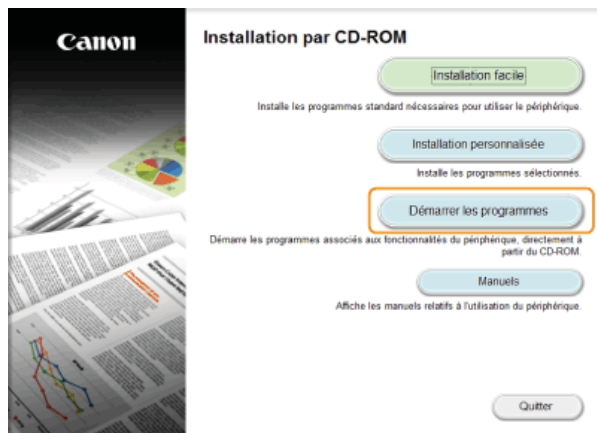 Canon
Installation par CD-ROM
Installation facile
Installe les programmes standard nécessaires pour utiliser le périphérique.
Installation personnalisée
Installe les programmes sélectionnés.
Démarrer les programmes
Démarre les programmes associés aux fonctionnalités du périphérique, directement à
partir du CD-ROM.
Manuels
Affiche les manuels relatifs à l'utilisation du périphérique.
Quitter